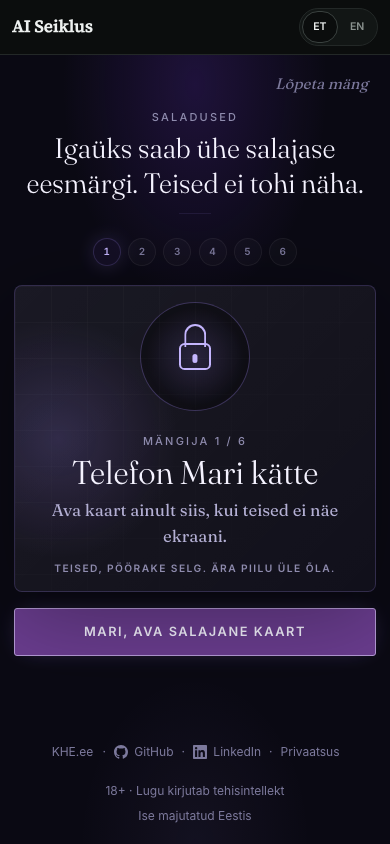 AI Seiklus
ET EN
Lõpeta mäng
SALADUSED
Igaüks saab ühe salajase
eesmärgi. Teised ei tohi näha.
1 2 3 4 5 6
MÄNGIJA 1 / 6
Telefon Mari kätte
Ava kaart ainult siis, kui teised ei näe
ekraani.
TEISED, PÖÖRAKE SELG. ÄRA PIILU ÜLE ÕLA.
MARI, AVA SALAJANE KAART
KHE.ee · GitHub · LinkedIn · Privaatsus
18+ · Lugu kirjutab tehisintellekt
Ise majutatud Eestis